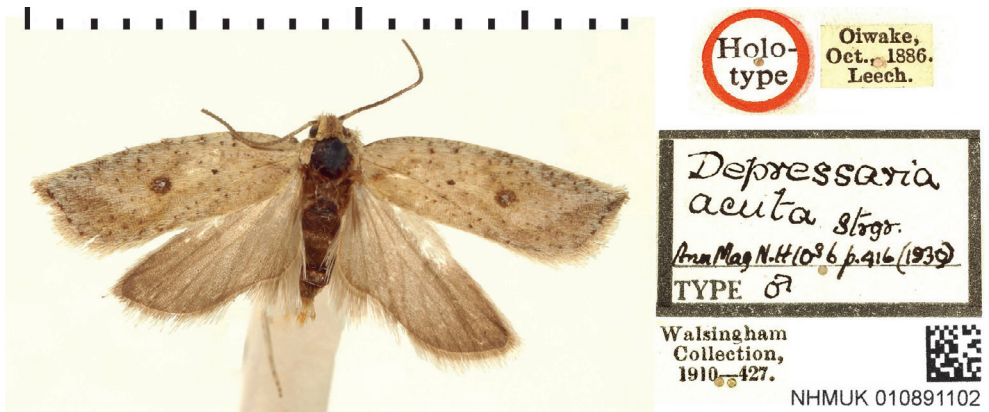 Holo-
type
Oiwake,
Oct., 1886.
Leech.
Depressaria
acuta Strgr.
Ann Mag N.H (10) S 6 p. 416 (1930)
TYPE ♂
Walsingham
Collection,
1910—427.
NHMUK 010891102